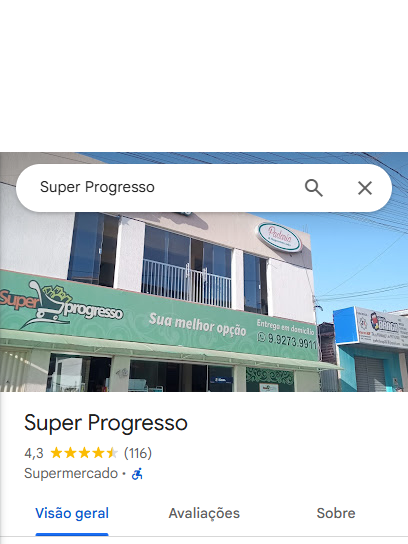 Super Progresso
Padaria
Super progresso
Sua melhor opção
Entrega em domicílio
9.9273.9911
Super Progresso
4,3 (116)
Supermercado ·
Visão geral
Avaliações
Sobre